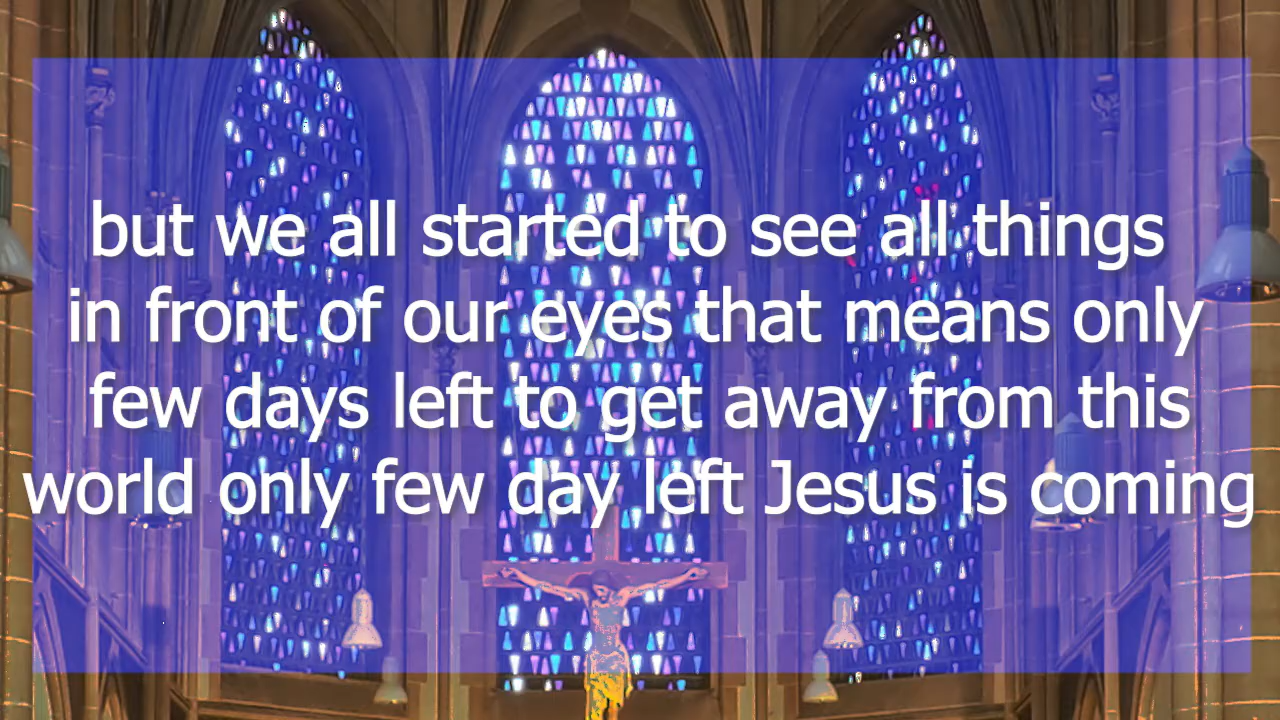 but we all started to see all things
in front of our eyes that means only
few days left to get away from this
world only few day left Jesus is coming